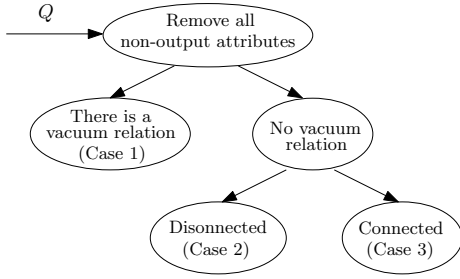 Q
Remove all
non-output attributes
There is a
vacuum relation
(Case 1)
No vacuum
relation
Disonnected
(Case 2)
Connected
(Case 3)